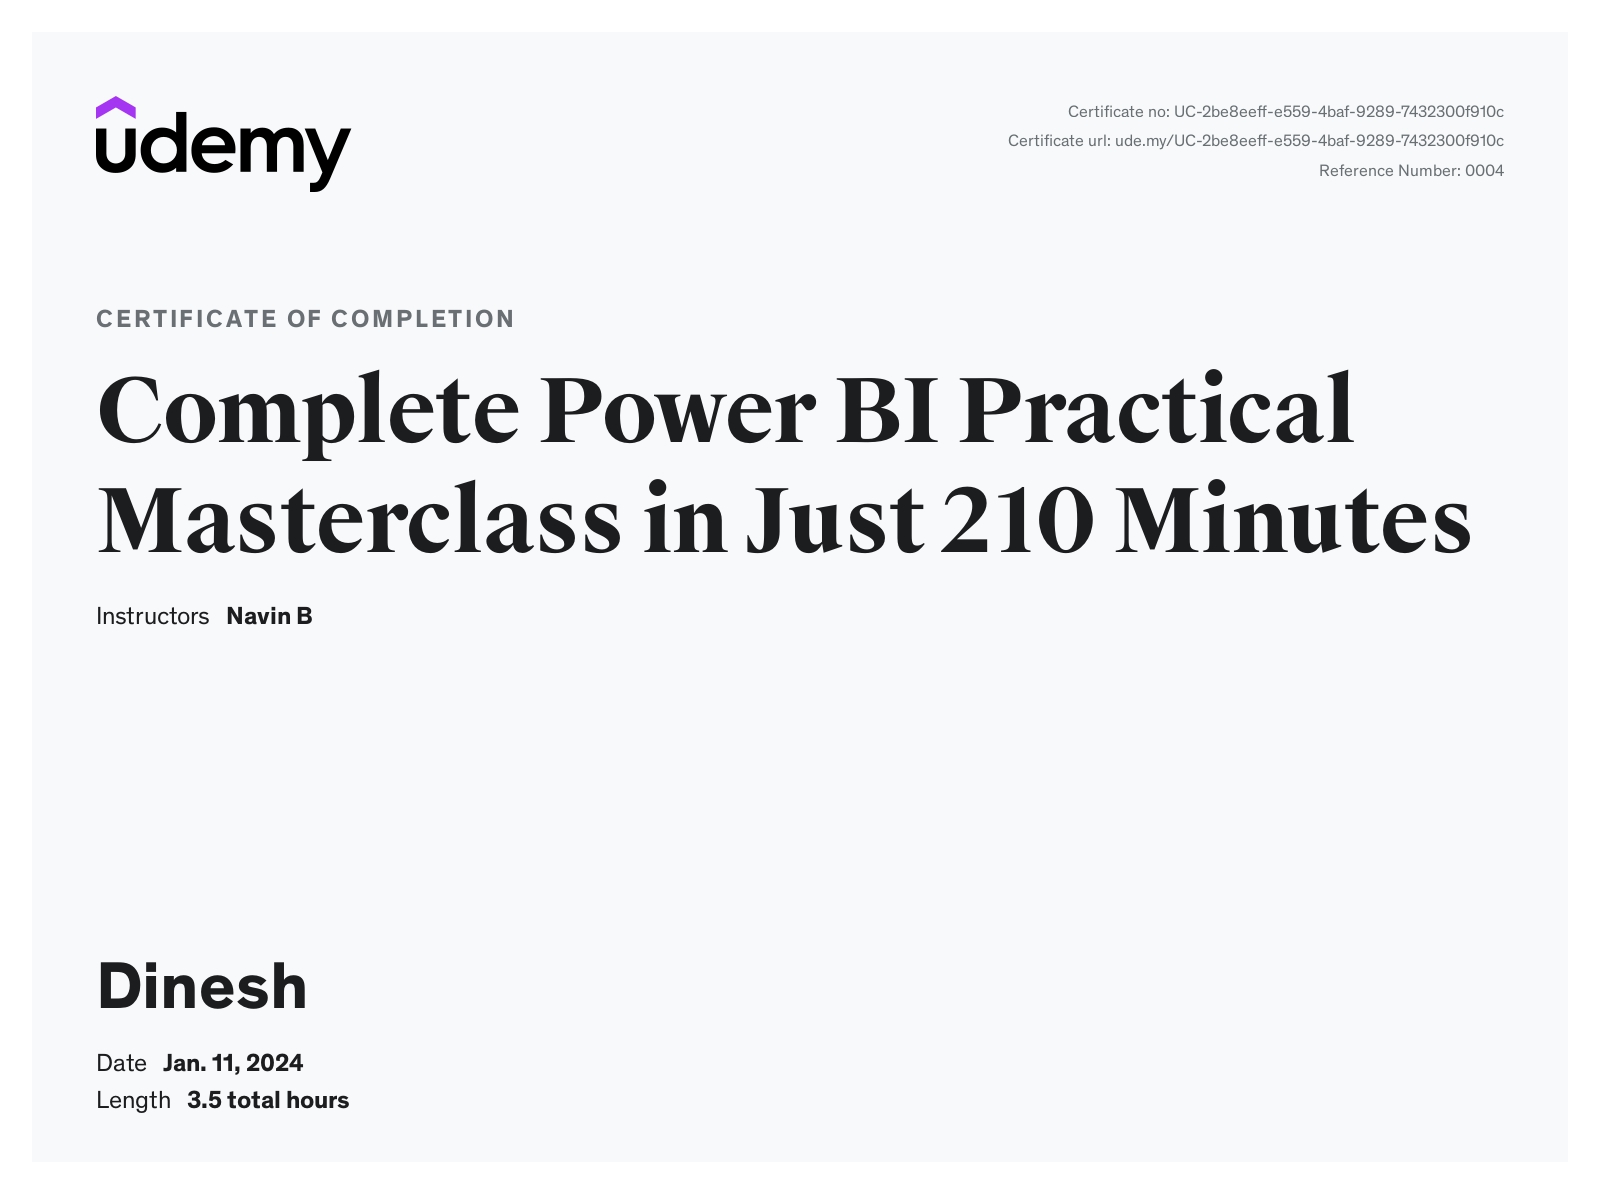 udemy
Certificate no: UC-2be8eeff-e559-4baf-9289-7432300f910c
Certificate url: ude.my/UC-2be8eeff-e559-4baf-9289-7432300f910c
Reference Number: 0004
CERTIFICATE OF COMPLETION
Complete Power BI Practical
Masterclass in Just 210 Minutes
Instructors Navin B
Dinesh
Date Jan. 11, 2024
Length 3.5 total hours